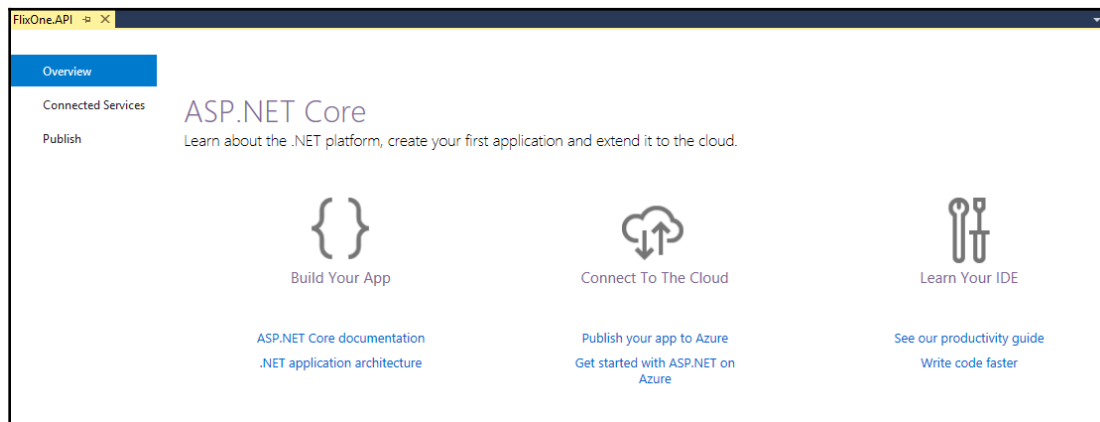 FlixOne.API
Overview
Connected Services
Publish
ASP.NET Core
Learn about the .NET platform, create your first application and extend it to the cloud.
Build Your App
Connect To The Cloud
Learn Your IDE
ASP.NET Core documentation
.NET application architecture
Publish your app to Azure
Get started with ASP.NET on
Azure
See our productivity guide
Write code faster